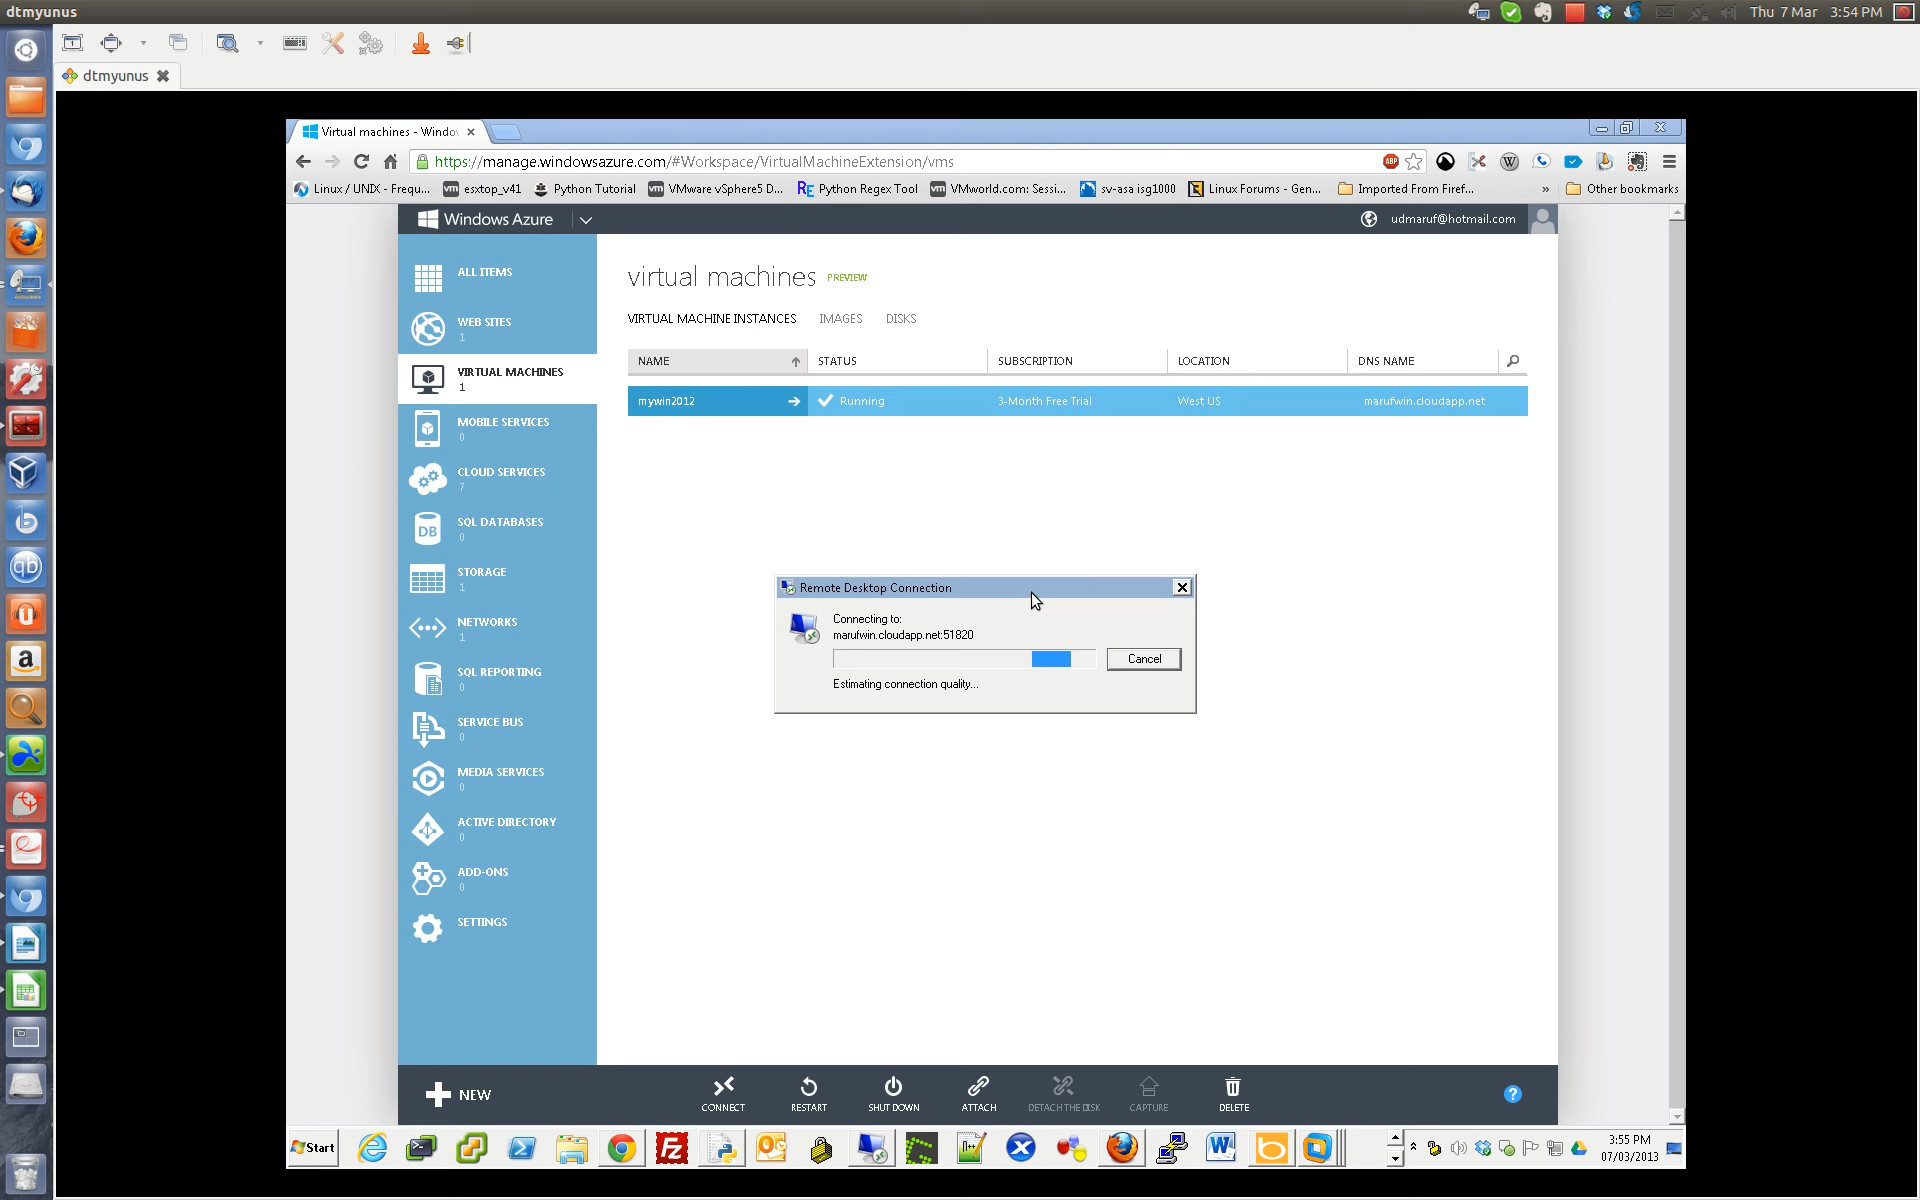 dtmyunus
Thu 7 Mar 3:54 PM
dtmyunus
Virtual machines - Windo
https://manage.windowsazure.com/#Workspace/VirtualMachineExtension/vms
ABP
Linux / UNIX - Frequ...
esxtop_v41
Python Tutorial
VMware vSphere5 D...
Python Regex Tool
VMworld.com: Sessi...
sv-asa isg1000
Linux Forums - Gen...
Imported From Firef...
»
Other bookmarks
Windows Azure
udmaruf@hotmail.com
ALL ITEMS
WEB SITES
1
VIRTUAL MACHINES
1
MOBILE SERVICES
0
CLOUD SERVICES
7
SQL DATABASES
0
STORAGE
1
NETWORKS
1
SQL REPORTING
0
SERVICE BUS
0
MEDIA SERVICES
0
ACTIVE DIRECTORY
0
ADD-ONS
0
SETTINGS
virtual machines PREVIEW
VIRTUAL MACHINE INSTANCES IMAGES DISKS
NAME STATUS SUBSCRIPTION LOCATION DNS NAME
mywin2012 Running 3-Month Free Trial West US marufwin.cloudapp.net
Remote Desktop Connection
Connecting to:
marufwin.cloudapp.net:51820
Cancel
Estimating connection quality...
NEW
CONNECT
RESTART
SHUT DOWN
ATTACH
DETACH THE DISK
CAPTURE
DELETE
?
Start
3:55 PM
07/03/2013